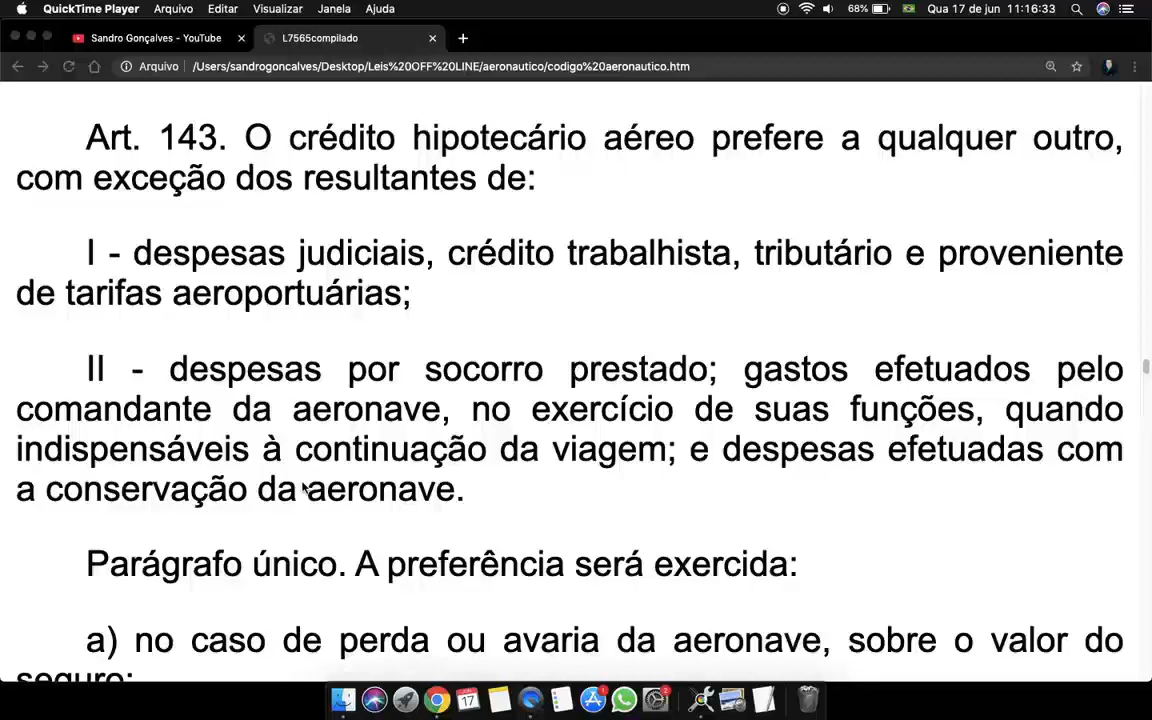 QuickTime Player Arquivo Editar Visualizar Janela Ajuda 68% Qua 17 de jun 11:16:33
Sandro Gonçalves - YouTube L7565compilado
Arquivo /Users/sandrogoncalves/Desktop/Leis%20OFF%20LINE/aeronautico/codigo%20aeronautico.htm
Art. 143. O crédito hipotecário aéreo prefere a qualquer outro,
com exceção dos resultantes de:
I - despesas judiciais, crédito trabalhista, tributário e proveniente
de tarifas aeroportuárias;
II - despesas por socorro prestado; gastos efetuados pelo
comandante da aeronave, no exercício de suas funções, quando
indispensáveis à continuação da viagem; e despesas efetuadas com
a conservação da aeronave.
Parágrafo único. A preferência será exercida:
a) no caso de perda ou avaria da aeronave, sobre o valor do
seguro;
17
1
2